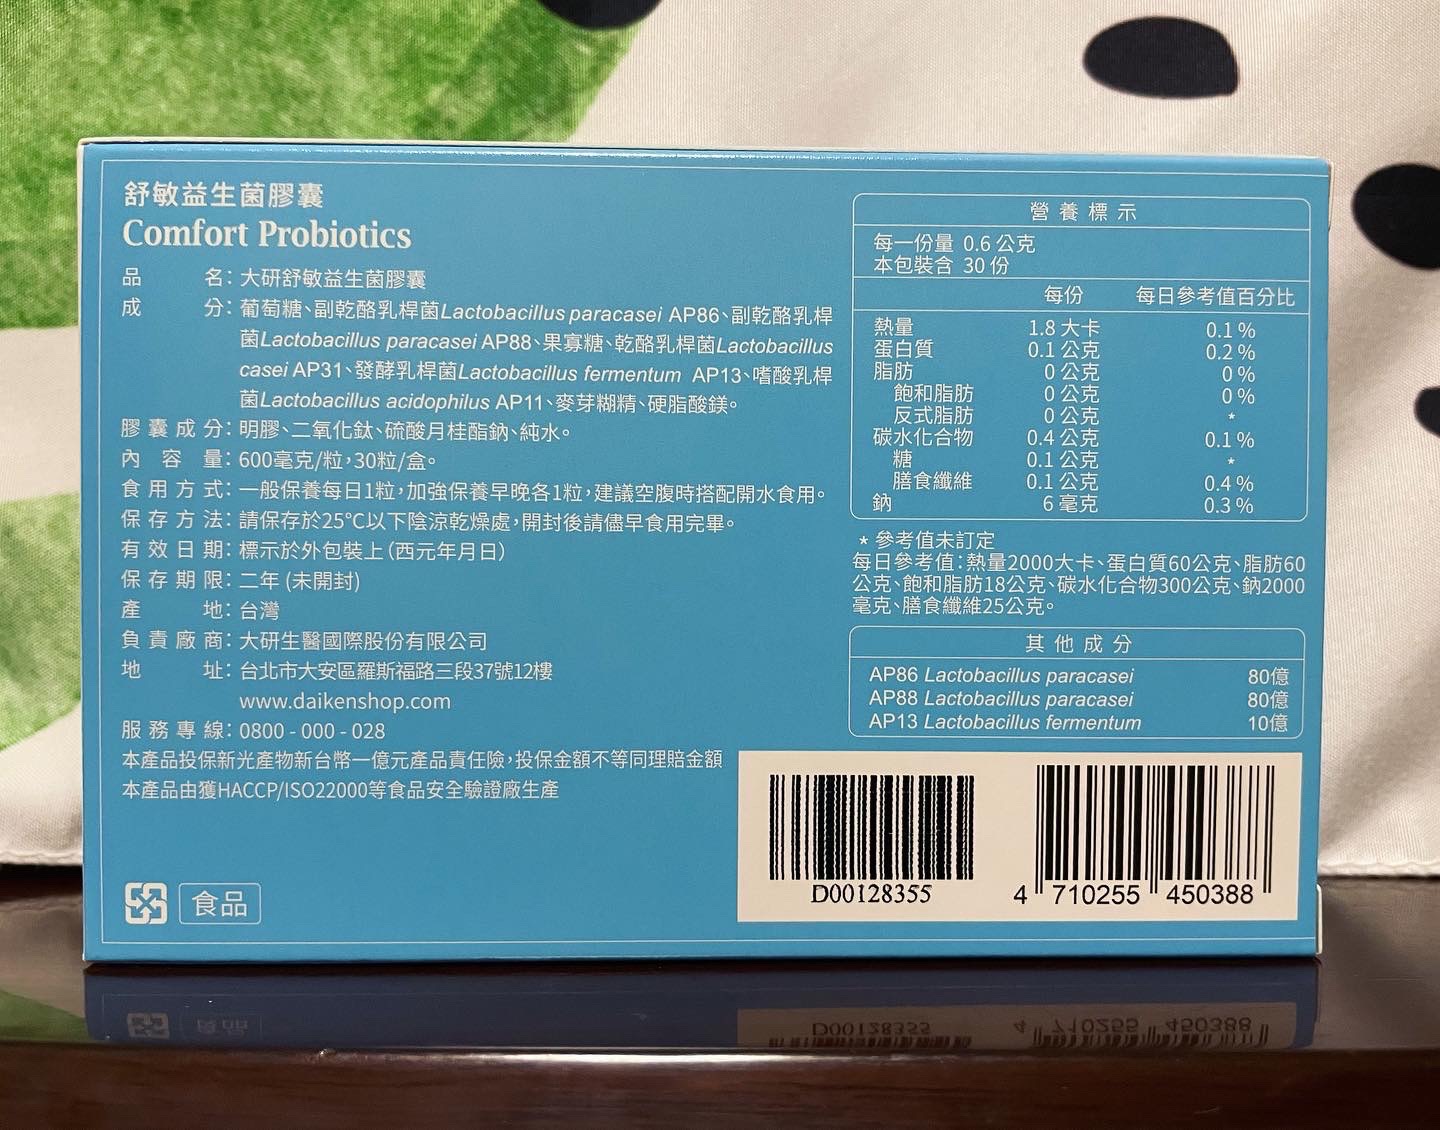 舒敏益生菌膠囊
Comfort Probiotics
品名：大研舒敏益生菌膠囊
成分：葡萄糖、副乾酪乳桿菌Lactobacillus paracasei AP86、副乾酪乳桿
菌Lactobacillus paracasei AP88、果寡糖、乾酪乳桿菌Lactobacillus
casei AP31、發酵乳桿菌Lactobacillus fermentum AP13、嗜酸乳桿
菌Lactobacillus acidophilus AP11、麥芽糊精、硬脂酸鎂。
膠囊成分：明膠、二氧化鈦、硫酸月桂酯鈉、純水。
內容量：600毫克/粒，30粒/盒。
食用方式：一般保養每日1粒，加強保養早晚各1粒，建議空腹時搭配開水食用。
保存方法：請保存於25℃以下陰涼乾燥處，開封後請儘早食用完畢。
有效日期：標示於外包裝上（西元年月日）
保存期限：二年 (未開封)
產地：台灣
負責廠商：大研生醫國際股份有限公司
地址：台北市大安區羅斯福路三段37號12樓
www.daikenshop.com
服務專線：0800 - 000 - 028
本產品投保新光產物新台幣一億元產品責任險，投保金額不等同理賠金額
本產品由獲HACCP/ISO22000等食品安全驗證廠生產
食品
營養標示
每一份量 0.6 公克
本包裝含 30 份
每份 每日參考值百分比
熱量 1.8 大卡 0.1 %
蛋白質 0.1 公克 0.2 %
脂肪 0 公克 0 %
飽和脂肪 0 公克 0 %
反式脂肪 0 公克 *
碳水化合物 0.4 公克 0.1 %
糖 0.1 公克 *
膳食纖維 0.1 公克 0.4 %
鈉 6 毫克 0.3 %
* 參考值未訂定
每日參考值：熱量2000大卡、蛋白質60公克、脂肪60
公克、飽和脂肪18公克、碳水化合物300公克、鈉2000
毫克、膳食纖維25公克。
其他成分
AP86 Lactobacillus paracasei 80億
AP88 Lactobacillus paracasei 80億
AP13 Lactobacillus fermentum 10億
D00128355
4 710255 450388